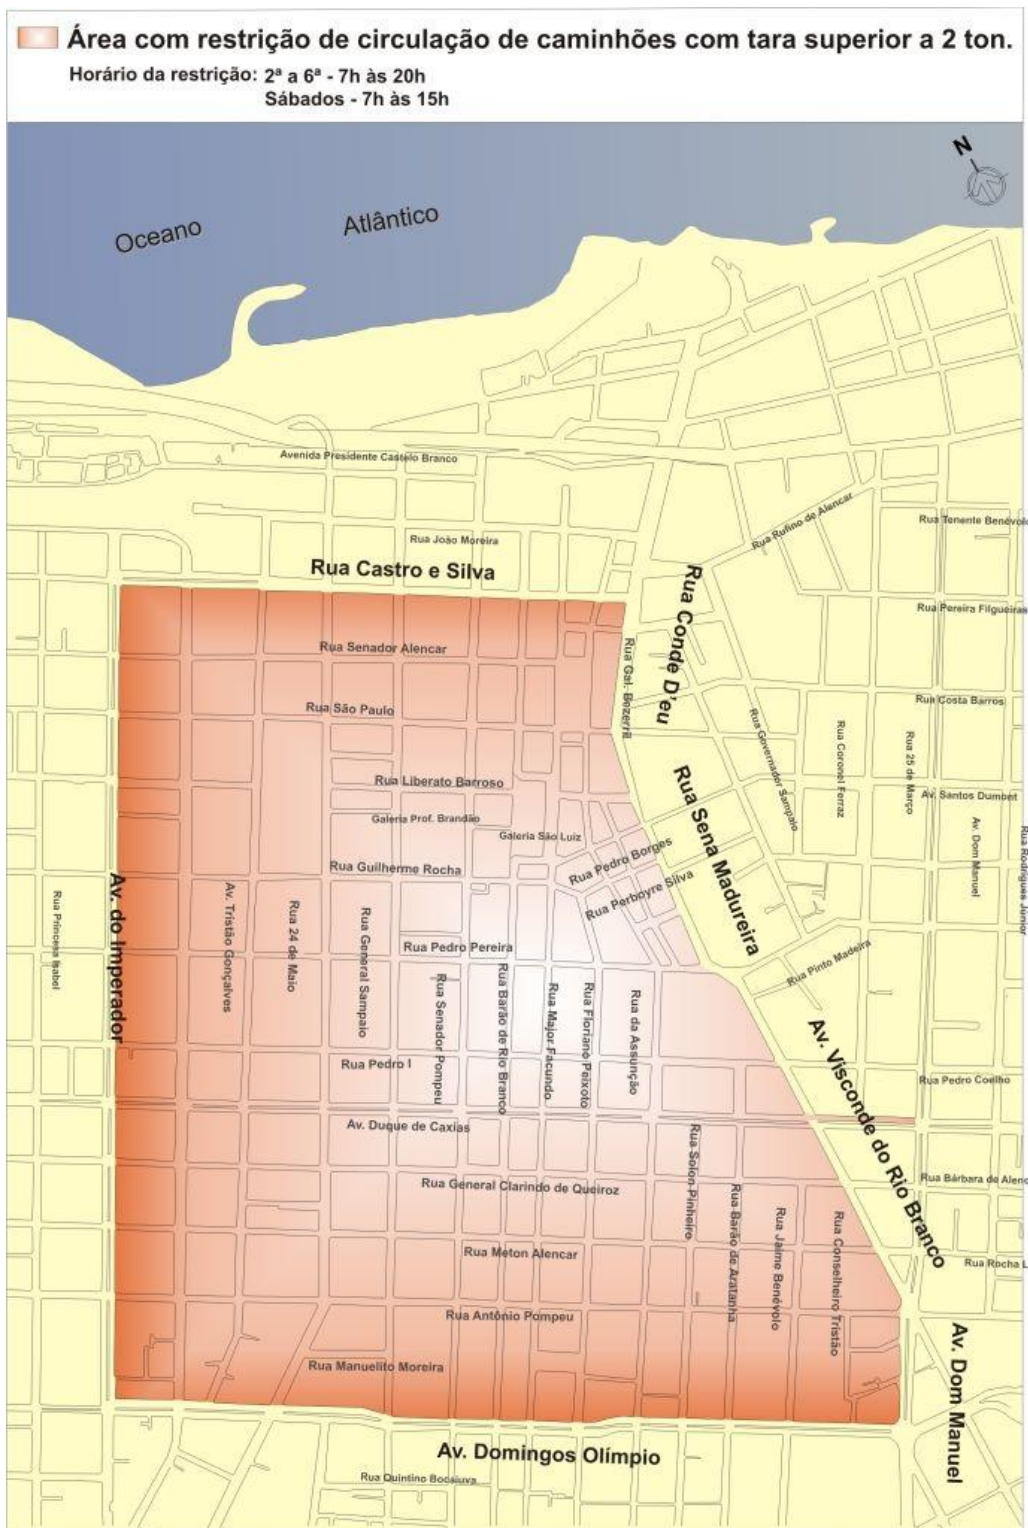 Área com restrição de circulação de caminhões com tara superior a 2 ton.
Horário da restrição: 2ª a 6ª - 7h às 20h
Sábados - 7h às 15h
N
Oceano
Atlântico
Avenida Presidente Castelo Branco
Rua Rufino de Alencar
Rua Tenente Benévolo
Rua João Moreira
Rua Castro e Silva
Rua Conde D'eu
Rua Pereira Filgueiras
Rua Senador Alencar
Rua Gal. Bezerril
Rua São Paulo
Rua Costa Barros
Rua Governador Sampaio
Rua Coronel Ferraz
Rua 25 de Março
Rua Liberato Barroso
Rua Sena Madureira
Av. Santos Dumont
Galeria Prof. Brandão
Galeria São Luiz
Av. Dom Manuel
Rua Rodrigues Júnior
Rua Guilherme Rocha
Rua Pedro Borges
Rua Perboyre Silva
Rua Princesa Isabel
Av. do Imperador
Av. Tristão Gonçalves
Rua 24 de Maio
Rua General Sampaio
Rua Pedro Pereira
Rua Pinto Madeira
Rua Senador Pompeu
Rua Barão de Rio Branco
Rua Major Facundo
Rua Floriano Peixoto
Rua da Assunção
Av. Visconde do Rio Branco
Rua Pedro I
Rua Pedro Coelho
Av. Duque de Caxias
Rua Solon Pinheiro
Rua General Clarindo de Queiroz
Rua Barão de Aratanha
Rua Jaime Benévolo
Rua Conselheiro Tristão
Rua Bárbara de Alenc
Rua Meton Alencar
Rua Rocha L
Rua Antônio Pompeu
Rua Manuelito Moreira
Av. Dom Manuel
Av. Domingos Olímpio
Rua Quintino Bocaiuva